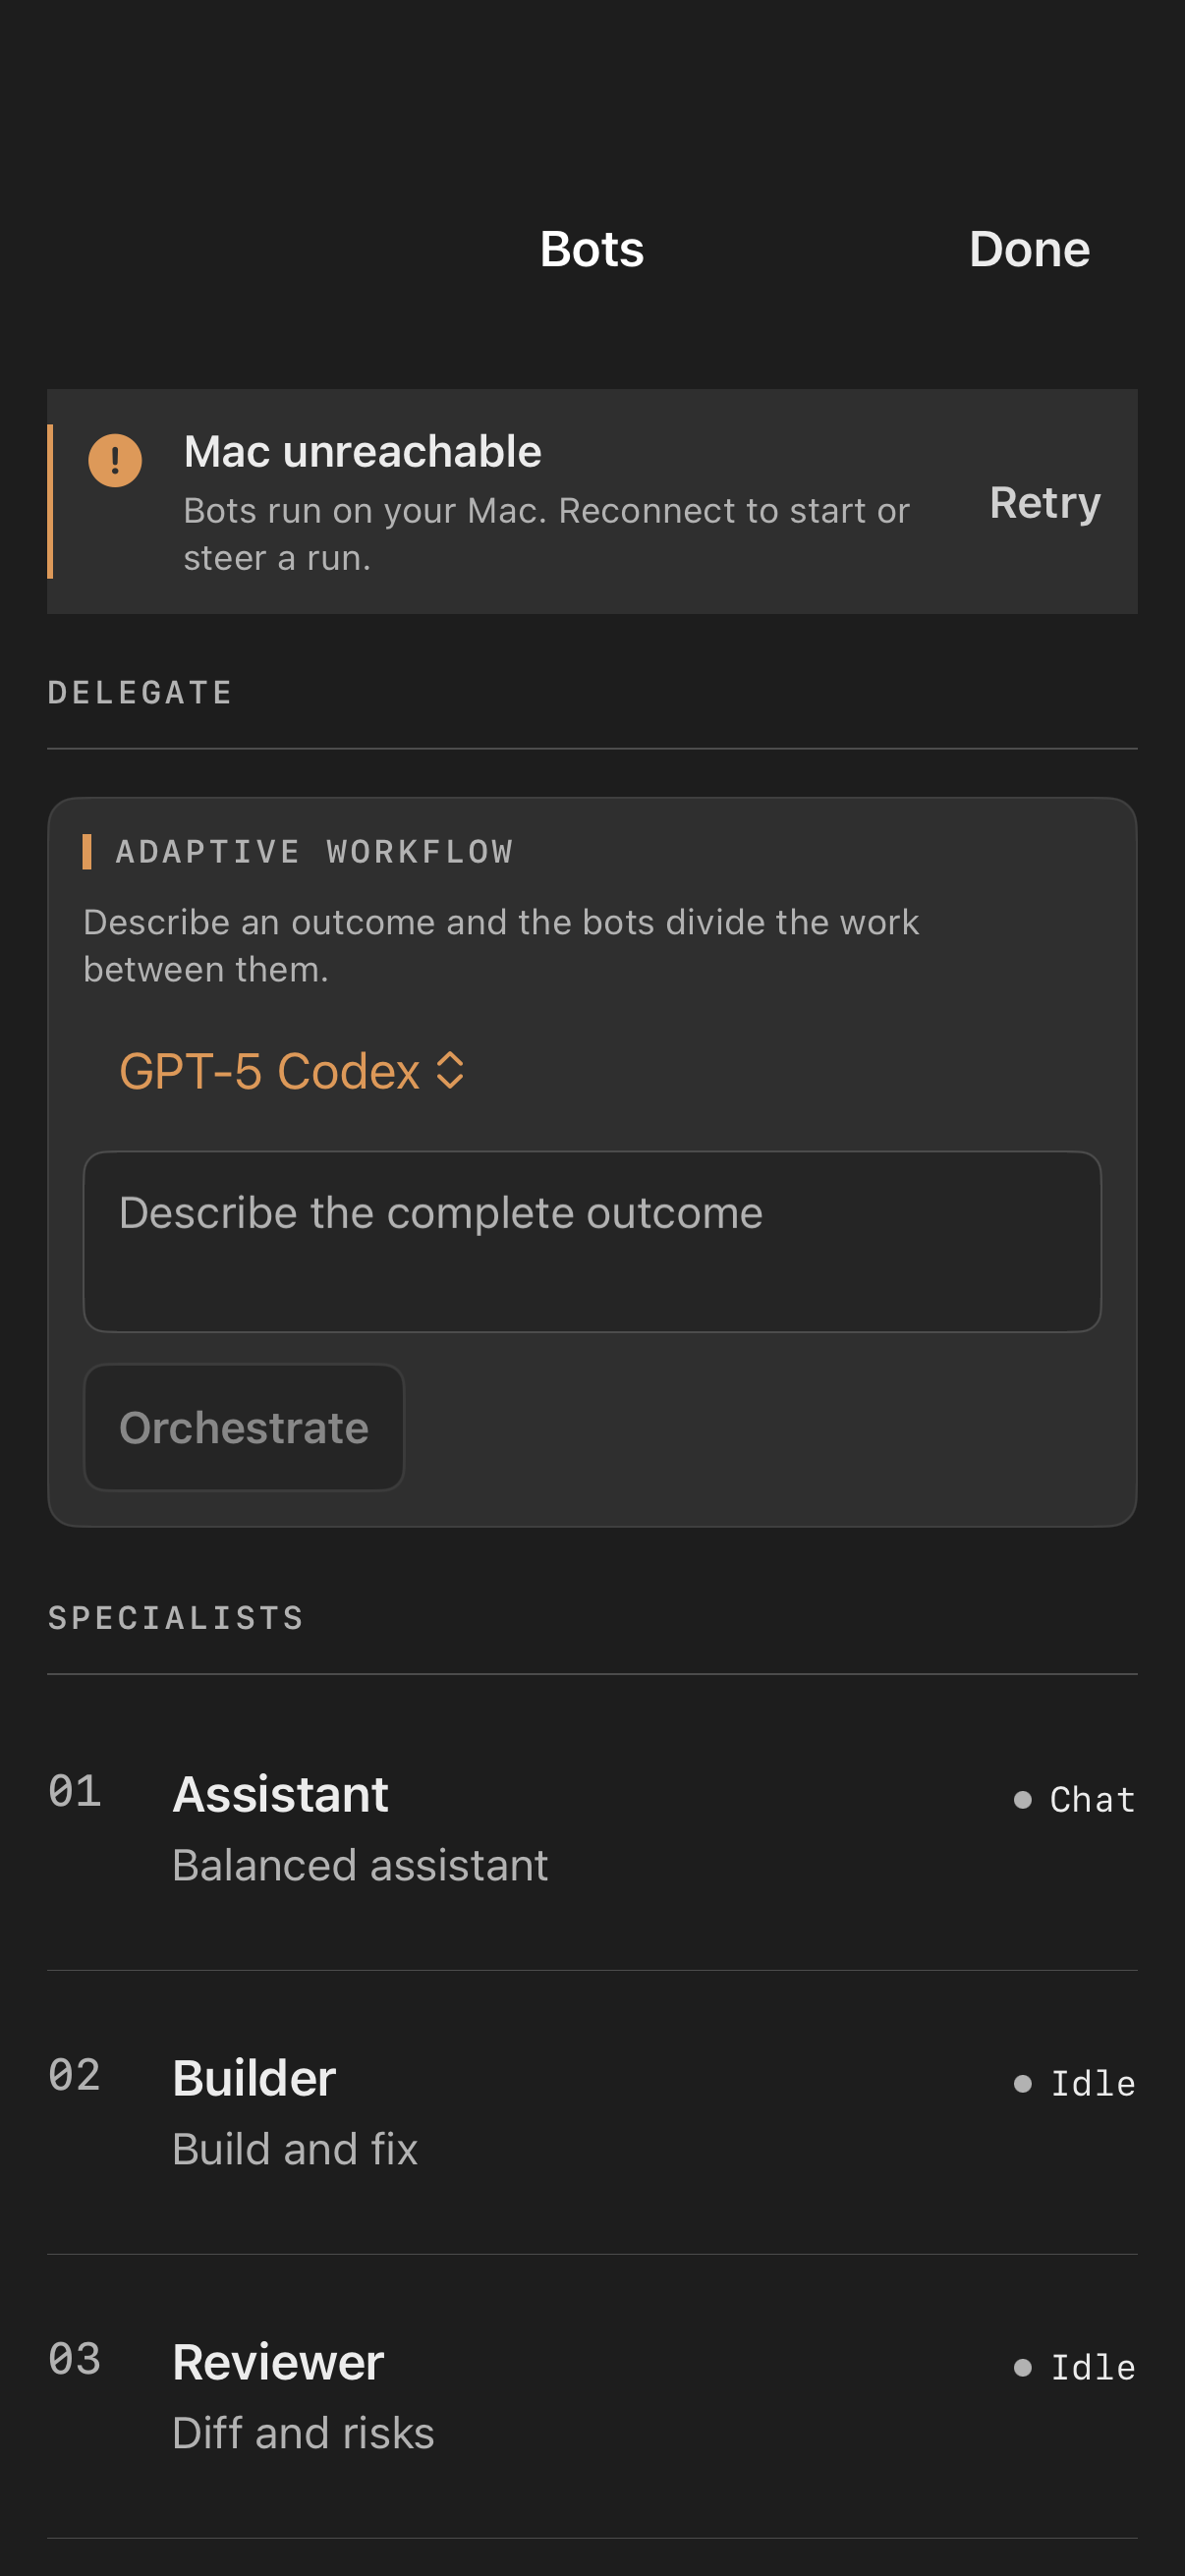 Bots
Done
Mac unreachable
Bots run on your Mac. Reconnect to start or
steer a run.
Retry
DELEGATE
ADAPTIVE WORKFLOW
Describe an outcome and the bots divide the work
between them.
GPT-5 Codex
Describe the complete outcome
Orchestrate
SPECIALISTS
01
Assistant
Chat
Balanced assistant
02
Builder
Idle
Build and fix
03
Reviewer
Idle
Diff and risks